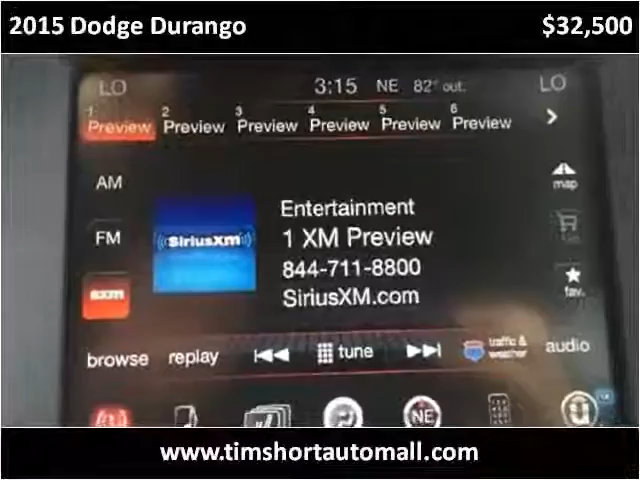 2015 Dodge Durango $32,500
LO 3:15 NE 82° out. LO
1 2 3 4 5 6
Preview Preview Preview Preview Preview Preview >
AM
map
FM
SiriusXM
Entertainment
1 XM Preview
844-711-8800
SiriusXM.com
sxm
fav.
browse replay tune traffic & weather audio
NE
www.timshortautomall.com